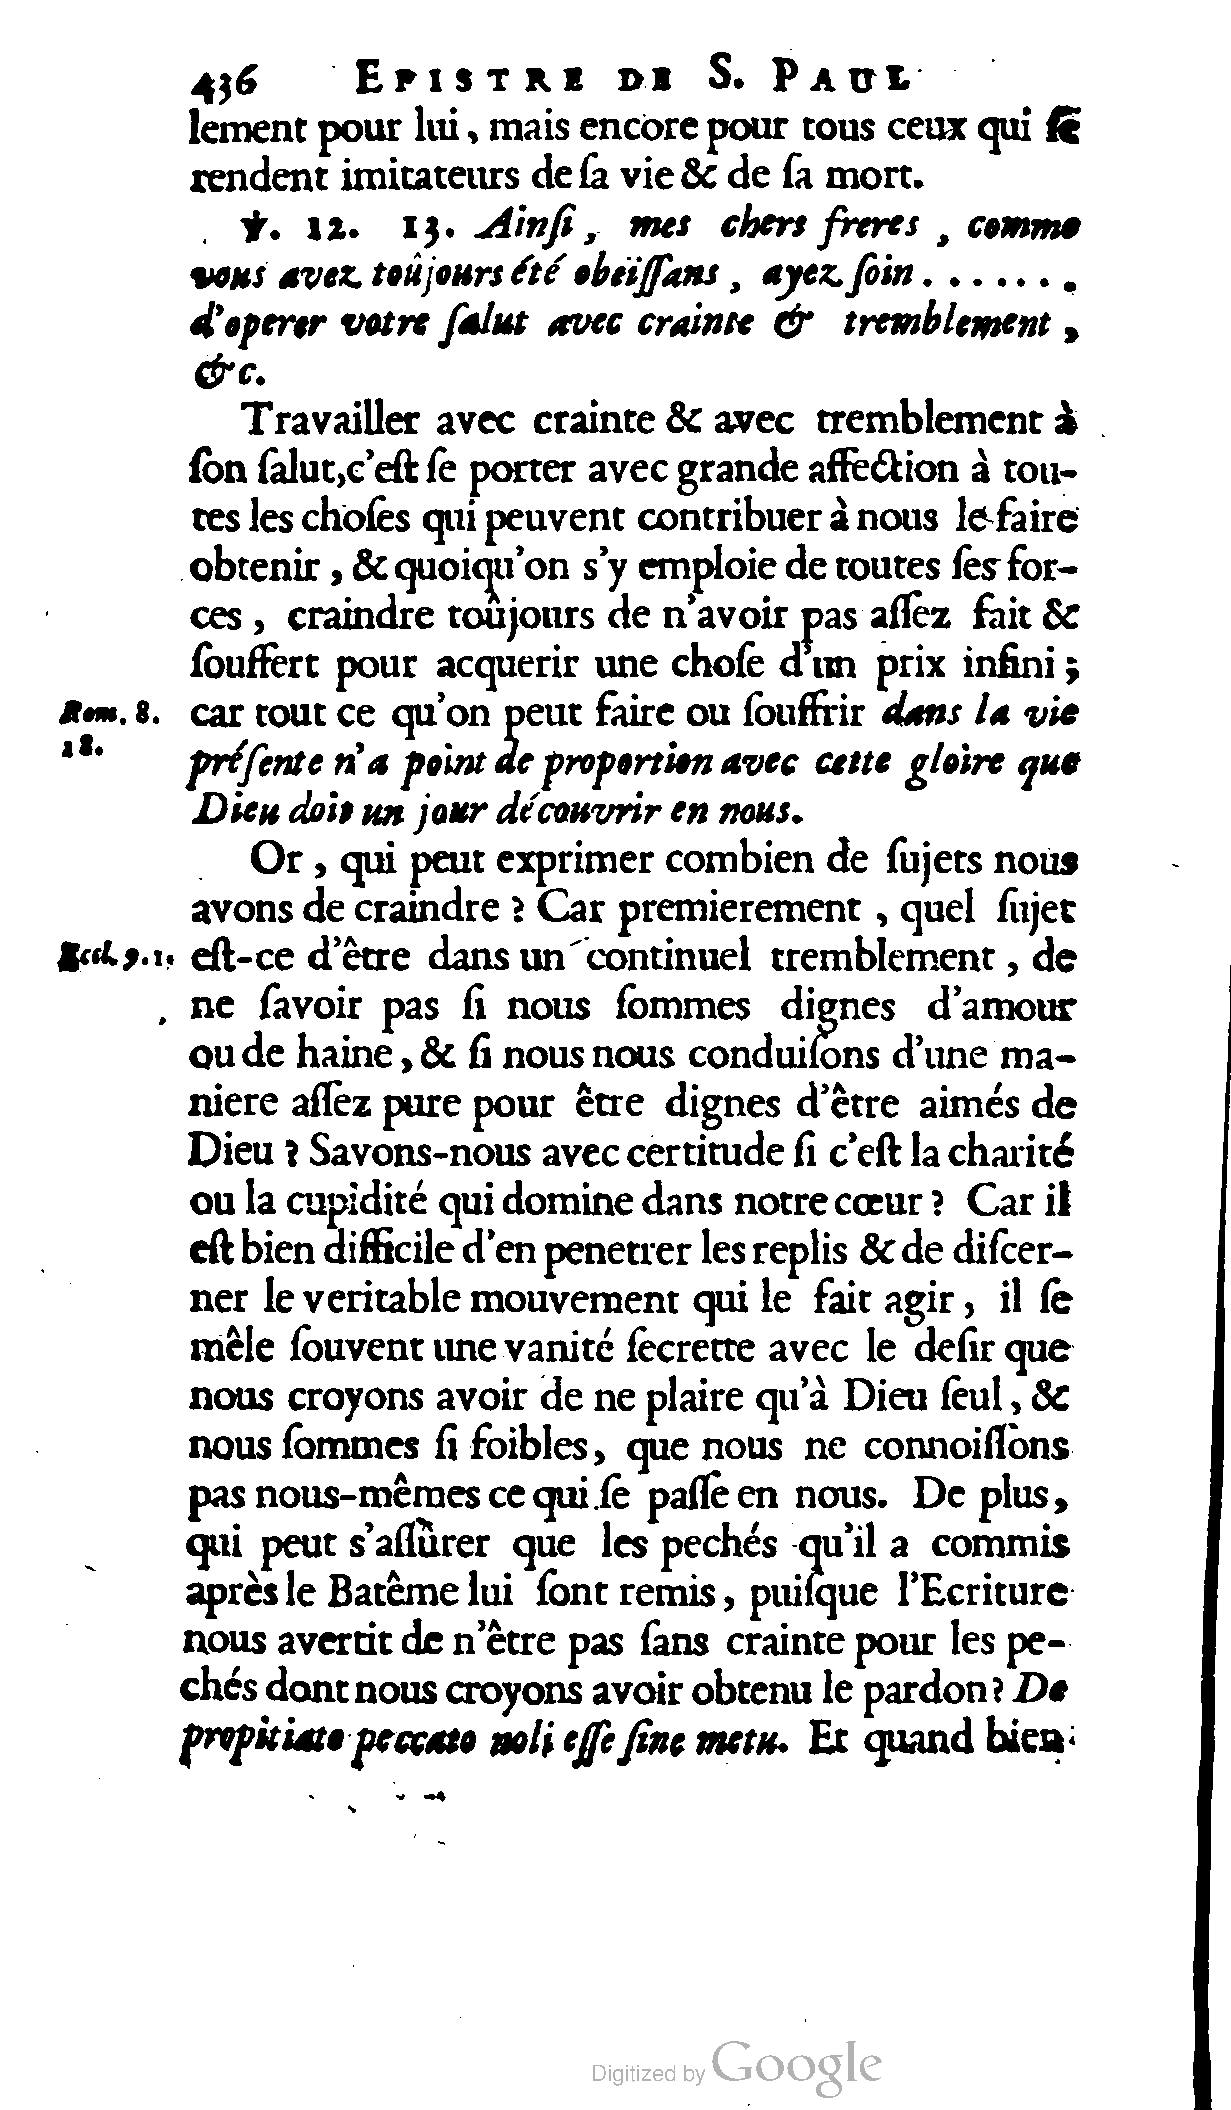 436 EPISTRE DE S. PAUL
lement pour lui, mais encore pour tous ceux qui ſe
rendent imitateurs de ſa vie & de ſa mort.
℣. 12. 13. Ainſi, mes chers freres, comme
vous avez toûjours été obeïſſans, ayez ſoin. . . . . . .
d'operer votre ſalut avec crainte & tremblement,
&c.
Travailler avec crainte & avec tremblement à
ſon ſalut, c'eſt ſe porter avec grande affection à tou-
tes les choſes qui peuvent contribuer à nous le faire
obtenir, & quoiqu'on s'y emploie de toutes ſes for-
ces, craindre toûjours de n'avoir pas aſſez fait &
ſouffert pour acquerir une choſe d'un prix infini;
Rom. 8. car tout ce qu'on peut faire ou ſouffrir dans la vie
18. préſente n'a point de proportion avec cette gloire que
Dieu doit un jour découvrir en nous.
Or, qui peut exprimer combien de ſujets nous
avons de craindre? Car premierement, quel ſujet
Eccl. 9. 1. eſt-ce d'être dans un continuel tremblement, de
ne ſavoir pas ſi nous ſommes dignes d'amour
ou de haine, & ſi nous nous conduiſons d'une ma-
niere aſſez pure pour être dignes d'être aimés de
Dieu? Savons-nous avec certitude ſi c'eſt la charité
ou la cupidité qui domine dans notre cœur? Car il
eſt bien difficile d'en penetrer les replis & de diſcer-
ner le veritable mouvement qui le fait agir, il ſe
mêle ſouvent une vanité ſecrette avec le deſir que
nous croyons avoir de ne plaire qu'à Dieu ſeul, &
nous ſommes ſi foibles, que nous ne connoiſſons
pas nous-mêmes ce qui ſe paſſe en nous. De plus,
qui peut s'aſſûrer que les pechés qu'il a commis
après le Batême lui ſont remis, puiſque l'Ecriture
nous avertit de n'être pas ſans crainte pour les pe-
chés dont nous croyons avoir obtenu le pardon? De
propitiato peccato noli eſſe ſine metu. Et quand bien
Digitized by Google